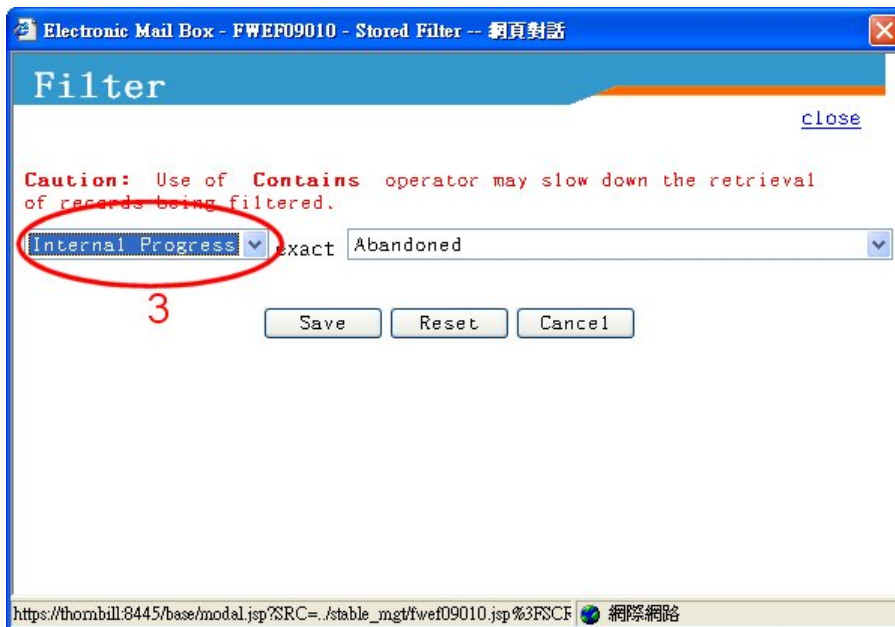 Electronic Mail Box - FWEF09010 - Stored Filter -- 網頁對話
Filter
close
Caution: Use of Contains operator may slow down the retrieval
of records being filtered.
Internal Progress exact Abandoned
3
Save Reset Cancel
https://thornbill:8445/base/modal.jsp?SRC=../stable_mgt/fwef09010.jsp%3FSCF 網際網路